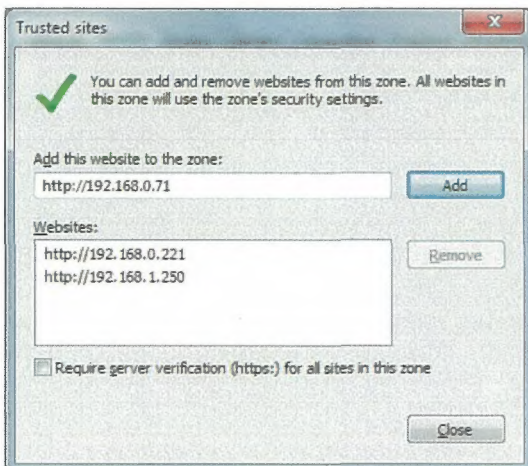 Trusted sites
You can add and remove websites from this zone. All websites in
this zone will use the zone's security settings.
Add this website to the zone:
http://192.168.0.71
Add
Websites:
http://192.168.0.221
http://192.168.1.250
Remove
Require server verification (https:) for all sites in this zone
Close